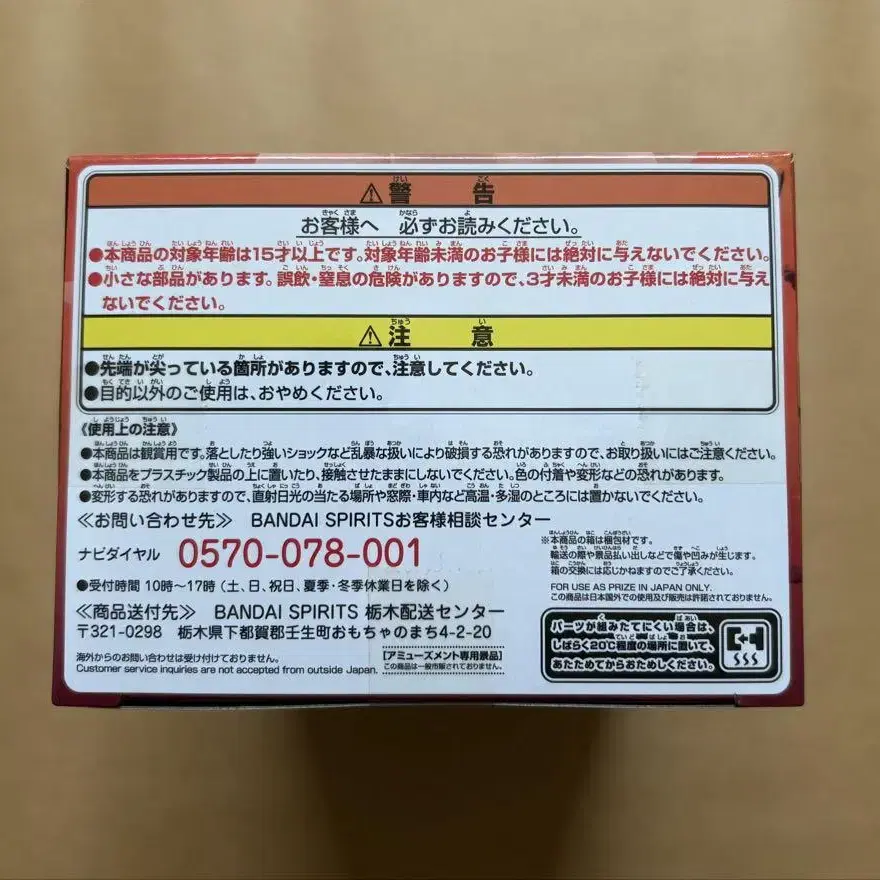 ⚠警告
お客様へ 必ずお読みください。
●本商品の対象年齢は15才以上です。対象年齢未満のお子様には絶対に与えないでください。
●小さな部品があります。誤飲・窒息の危険がありますので、3才未満のお子様には絶対に与え
ないでください。
⚠注意
●先端が尖っている箇所がありますので、注意してください。
●目的以外のご使用は、おやめください。
《使用上の注意》
●本商品は観賞用です。落としたり強いショックなど乱暴な扱いにより破損する恐れがありますので、お取り扱いにはご注意ください。
●本商品をプラスチック製品の上に置いたり、接触させたままにしないでください。色の付着や変形などの恐れがあります。
●変形する恐れがありますので、直射日光の当たる場所や窓際・車内など高温・多湿のところには置かないでください。
≪お問い合わせ先≫ BANDAI SPIRITSお客様相談センター
ナビダイヤル 0570-078-001
●受付時間 10時〜17時(土、日、祝日、夏季・冬季休業日を除く)
≪商品送付先≫ BANDAI SPIRITS 栃木配送センター
〒321-0298 栃木県下都賀郡壬生町おもちゃのまち4-2-20
海外からのお問い合わせは受け付けておりません。
Customer service inquiries are not accepted from outside Japan.
[アミューズメント専用景品]
この商品は一般市販されておりません。
※本商品の箱は梱包材です。
輸送の際や景品払い出しなどで傷や凹みが生じます。
箱の交換には応じかねますのでご了承ください。
FOR USE AS PRIZE IN JAPAN ONLY.
この商品は日本国外での使用及び販売は許諾されておりません。
パーツが組みたてにくい場合は、
しばらく20℃程度の場所に置いて、
あたためてからおためしください。